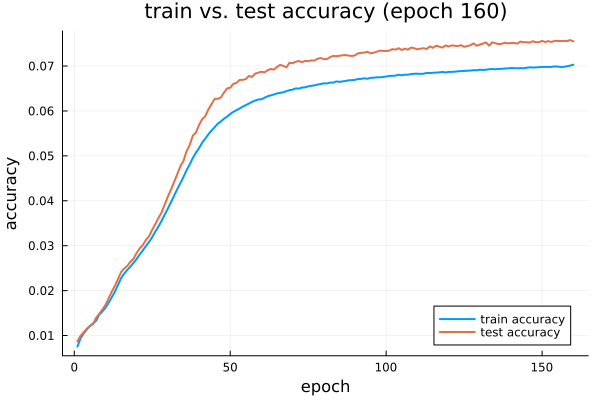 train vs. test accuracy (epoch 160)
accuracy
0.07
0.06
0.05
0.04
0.03
0.02
0.01
train accuracy
test accuracy
0
50
100
150
epoch